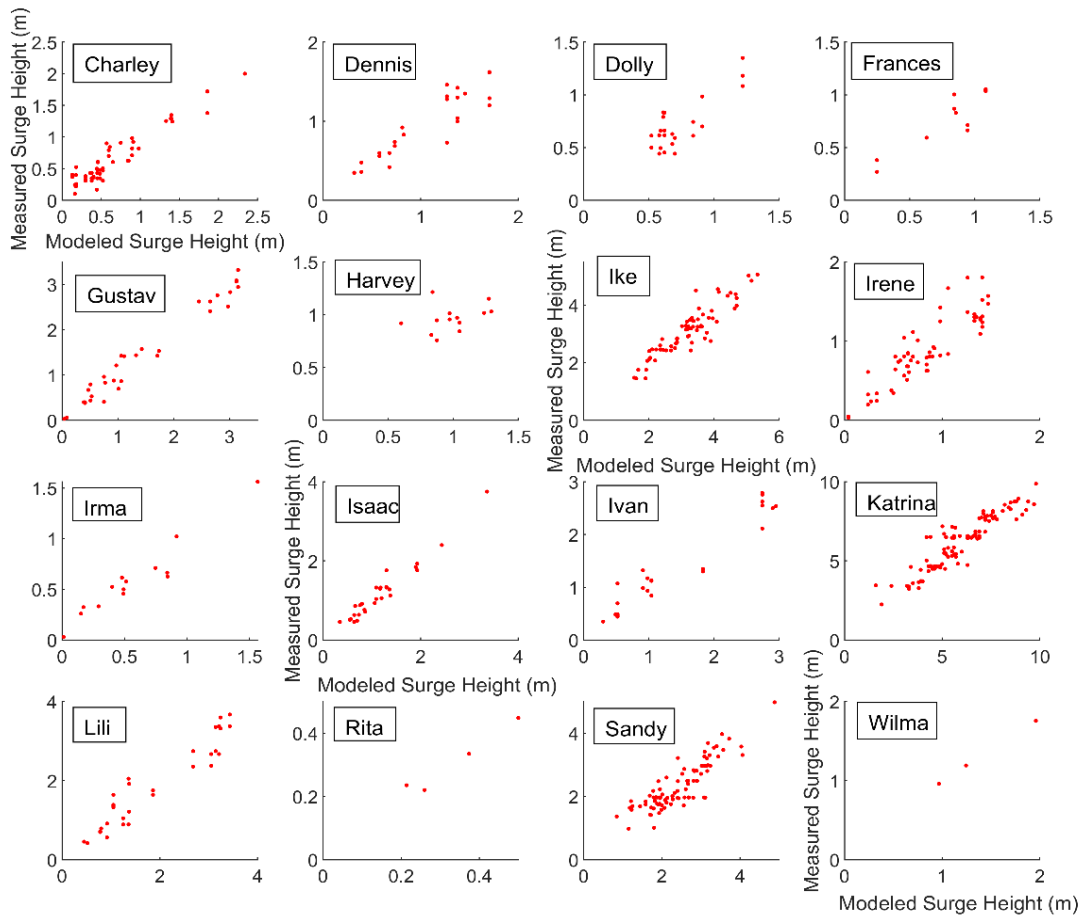 Measured Surge Height (m)
2.5
2
1.5
1
0.5
0
Charley
0 0.5 1 1.5 2 2.5
Modeled Surge Height (m)
2
1
0
Dennis
0 1 2
1.5
1
0.5
0
Dolly
0 0.5 1 1.5
1.5
1
0.5
0
Frances
0 0.5 1 1.5
3
2
1
0
Gustav
0 1 2 3
1.5
1
0.5
0
Harvey
0 0.5 1 1.5
Measured Surge Height (m)
4
2
0
Ike
0 2 4 6
Modeled Surge Height (m)
2
1
0
Irene
0 1 2
1.5
1
0.5
0
Irma
0 0.5 1 1.5
Measured Surge Height (m)
4
2
0
Isaac
0 2 4
Modeled Surge Height (m)
3
2
1
0
Ivan
0 1 2 3
10
5
0
Katrina
0 5 10
4
2
0
Lili
0 2 4
0.4
0.2
0
Rita
0 0.2 0.4
4
2
0
Sandy
0 2 4
Measured Surge Height (m)
2
1
0
Wilma
0 1 2
Modeled Surge Height (m)